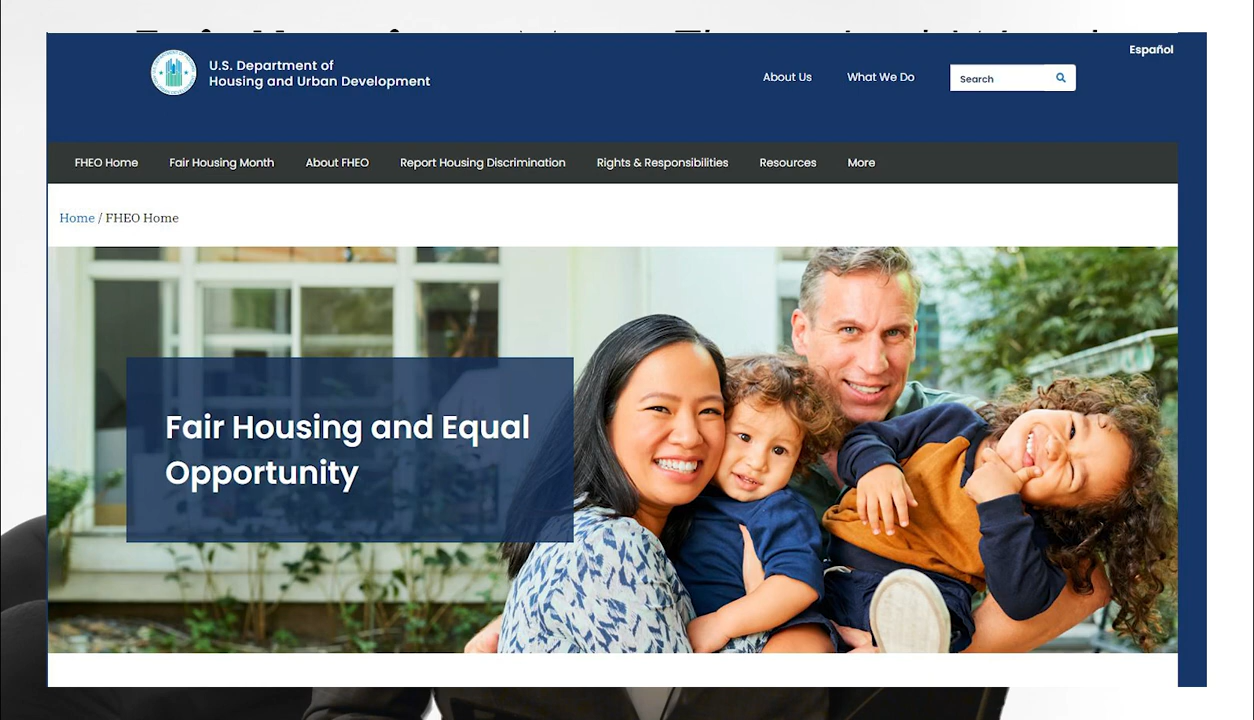 Español
U.S. Department of
Housing and Urban Development
About Us
What We Do
Search
FHEO Home
Fair Housing Month
About FHEO
Report Housing Discrimination
Rights & Responsibilities
Resources
More
Home / FHEO Home
Fair Housing and Equal
Opportunity